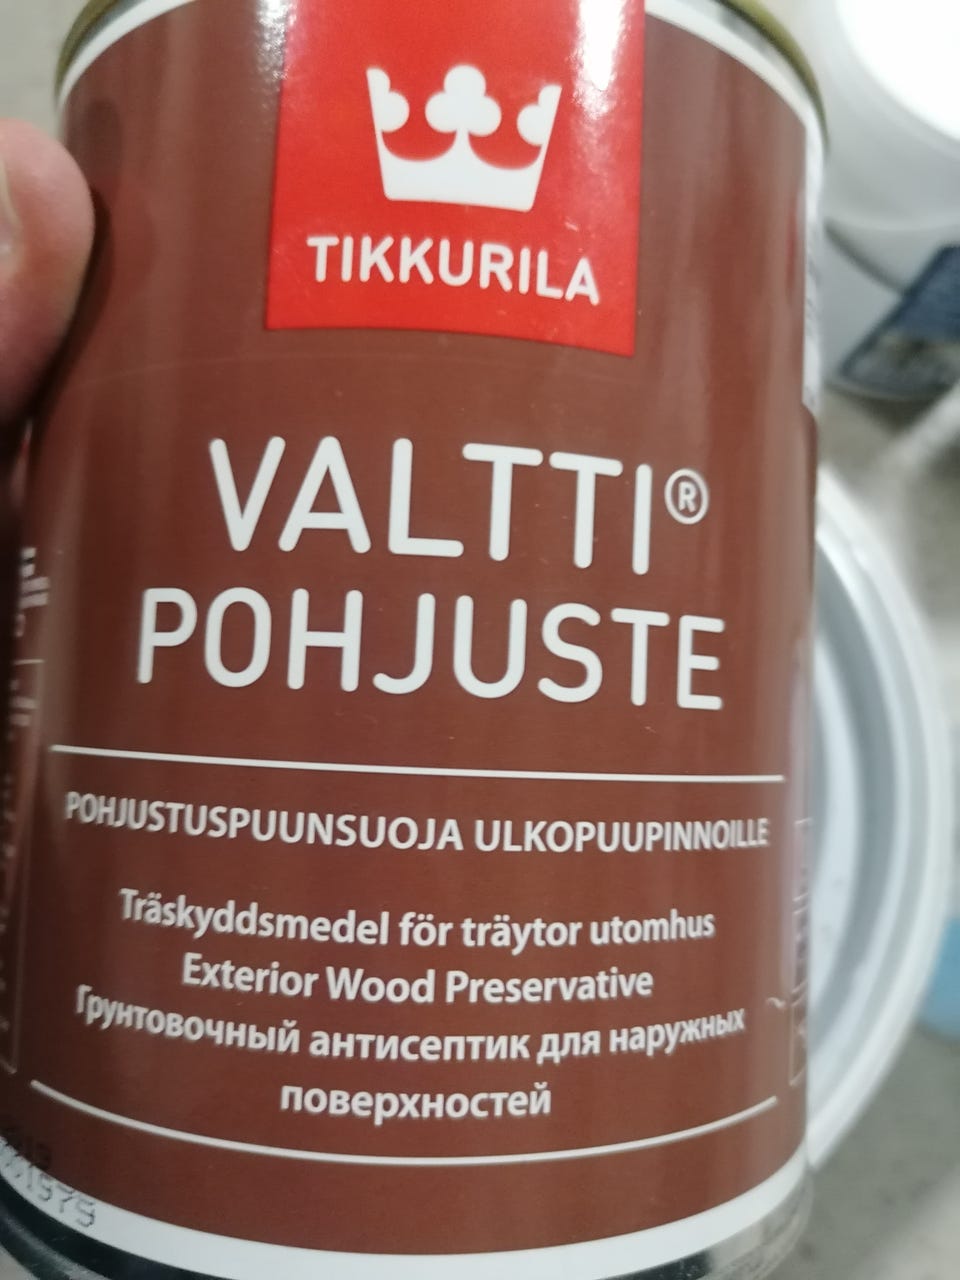 TIKKURILA
VALTTI®
POHJUSTE
POHJUSTUSPUUNSUOJA ULKOPUUPINNOILLE
Träskyddsmedel för träytor utomhus
Exterior Wood Preservative
Грунтовочный антисептик для наружных
поверхностей